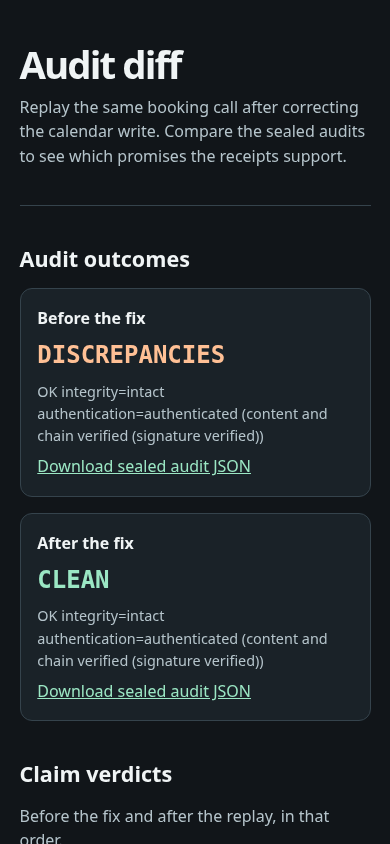 Audit diff
Replay the same booking call after correcting
the calendar write. Compare the sealed audits
to see which promises the receipts support.
Audit outcomes
Before the fix
DISCREPANCIES
OK integrity=intact
authentication=authenticated (content and
chain verified (signature verified))
Download sealed audit JSON
After the fix
CLEAN
OK integrity=intact
authentication=authenticated (content and
chain verified (signature verified))
Download sealed audit JSON
Claim verdicts
Before the fix and after the replay, in that
order.